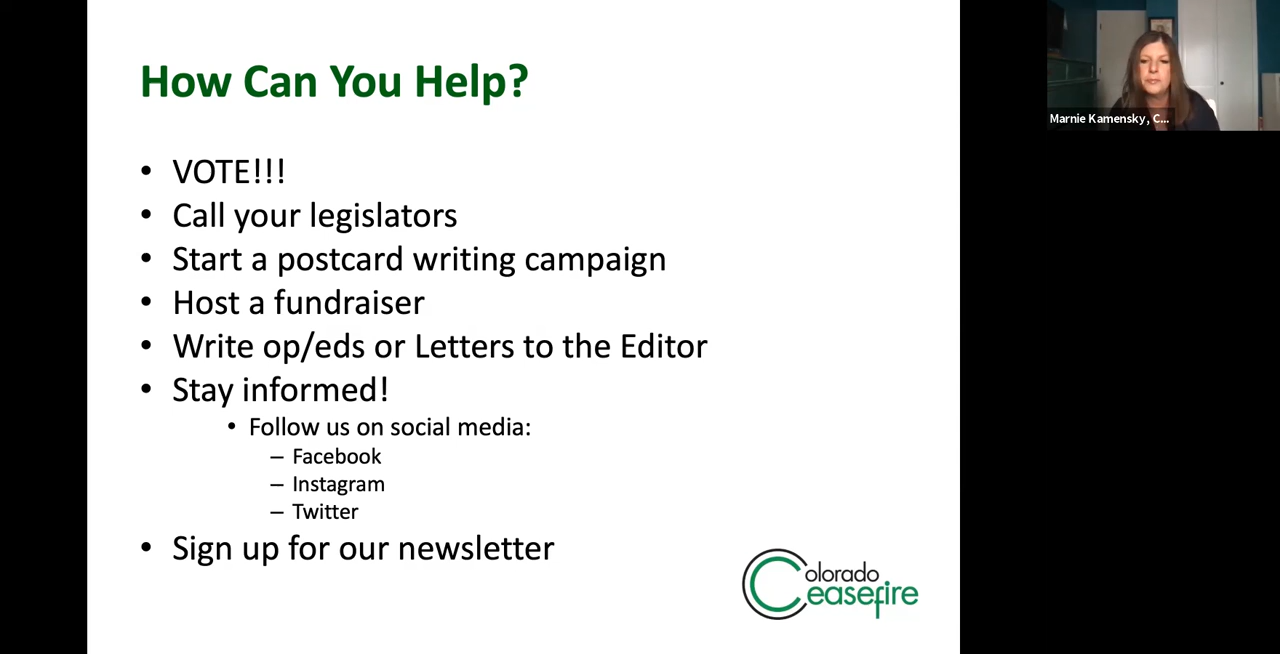 How Can You Help?
• VOTE!!!
• Call your legislators
• Start a postcard writing campaign
• Host a fundraiser
• Write op/eds or Letters to the Editor
• Stay informed!
• Follow us on social media:
– Facebook
– Instagram
– Twitter
• Sign up for our newsletter
Colorado
Ceasefire
Marnie Kamensky, C...